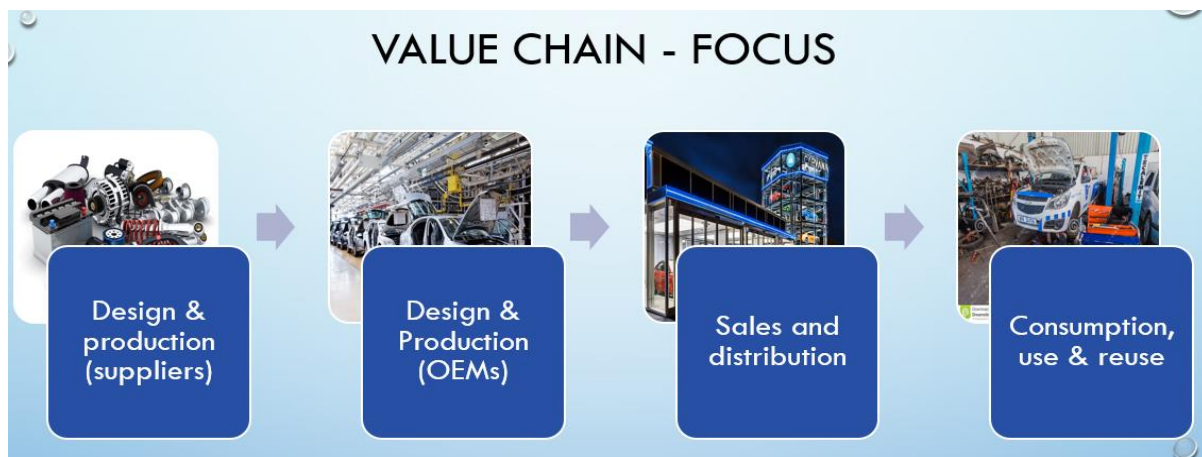 VALUE CHAIN - FOCUS
Design &
production
(suppliers)
Design &
Production
(OEMs)
Sales and
distribution
Consumption,
use & reuse